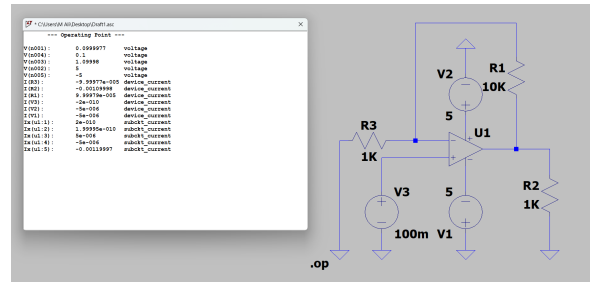 * C:\Users\M Ali\Desktop\Draft1.asc
--- Operating Point ---
V(n001): 0.0999977 voltage
V(n004): 0.1 voltage
V(n003): 1.09998 voltage
V(n002): 5 voltage
V(n005): -5 voltage
I(R3): -9.99977e-005 device_current
I(R2): -0.00109998 device_current
I(R1): 9.99979e-005 device_current
I(V3): -2e-010 device_current
I(V2): -5e-006 device_current
I(V1): -5e-006 device_current
Ix(u1:1): 2e-010 subckt_current
Ix(u1:2): 1.99995e-010 subckt_current
Ix(u1:3): 5e-006 subckt_current
Ix(u1:4): -5e-006 subckt_current
Ix(u1:5): -0.00119997 subckt_current
V2
5
R1
10K
R3
1K
U1
R2
1K
V3
100m
5
V1
.op